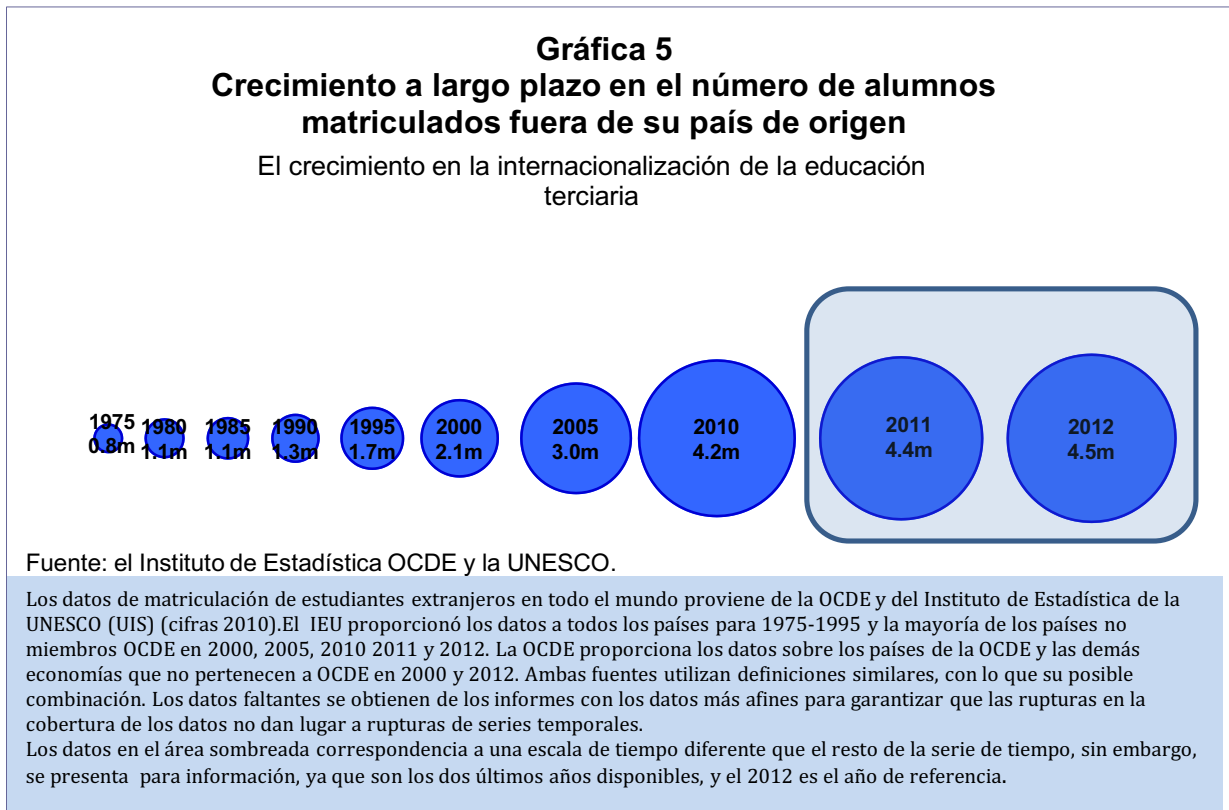 Gráfica 5
Crecimiento a largo plazo en el número de alumnos
matriculados fuera de su país de origen
El crecimiento en la internacionalización de la educación
terciaria
1975
0.8m
1980
1.1m
1985
1.1m
1990
1.3m
1995
1.7m
2000
2.1m
2005
3.0m
2010
4.2m
2011
4.4m
2012
4.5m
Fuente: el Instituto de Estadística OCDE y la UNESCO.
Los datos de matriculación de estudiantes extranjeros en todo el mundo proviene de la OCDE y del Instituto de Estadística de la
UNESCO (UIS) (cifras 2010).El IEU proporcionó los datos a todos los países para 1975-1995 y la mayoría de los países no
miembros OCDE en 2000, 2005, 2010 2011 y 2012. La OCDE proporciona los datos sobre los países de la OCDE y las demás
economías que no pertenecen a OCDE en 2000 y 2012. Ambas fuentes utilizan definiciones similares, con lo que su posible
combinación. Los datos faltantes se obtienen de los informes con los datos más afines para garantizar que las rupturas en la
cobertura de los datos no dan lugar a rupturas de series temporales.
Los datos en el área sombreada correspondencia a una escala de tiempo diferente que el resto de la serie de tiempo, sin embargo,
se presenta para información, ya que son los dos últimos años disponibles, y el 2012 es el año de referencia.